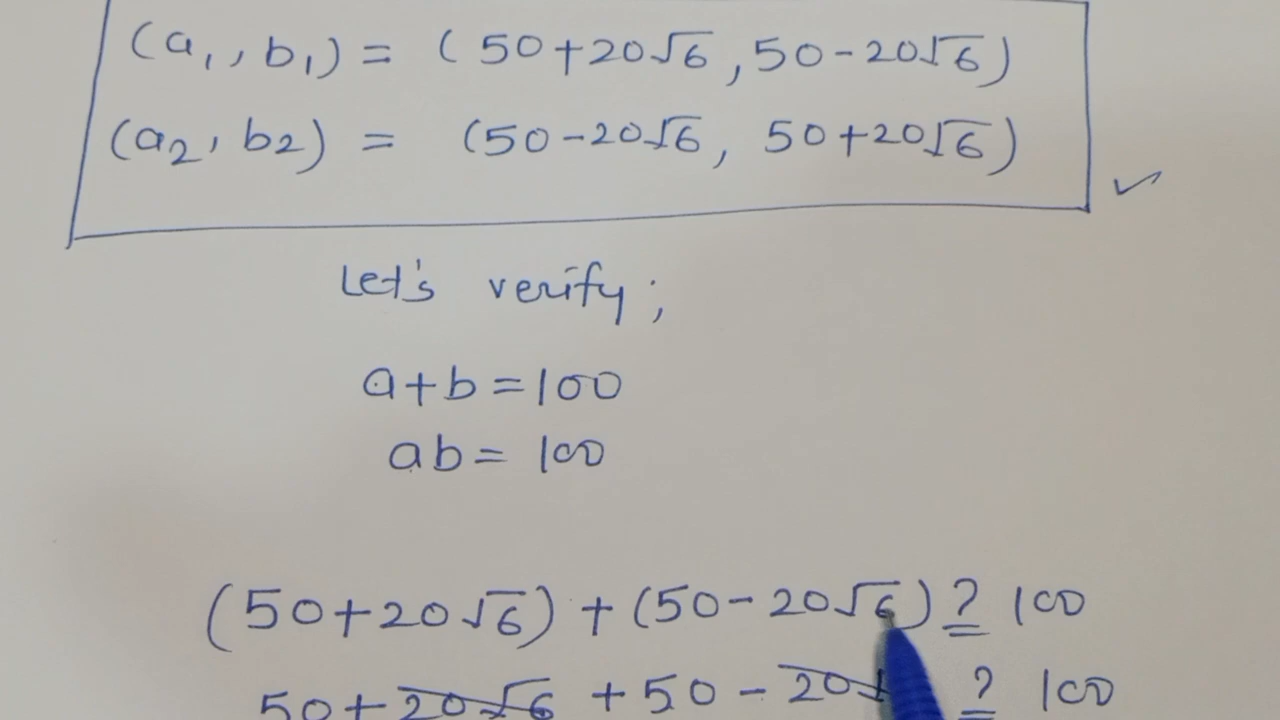 (a₁, b₁) = (50+20√6, 50-20√6)
(a₂, b₂) = (50-20√6, 50+20√6)
Let's verify;
a+b=100
ab=100
(50+20√6) + (50-20√6) ? 100
50+20√6 +50 - 20√ ? 100